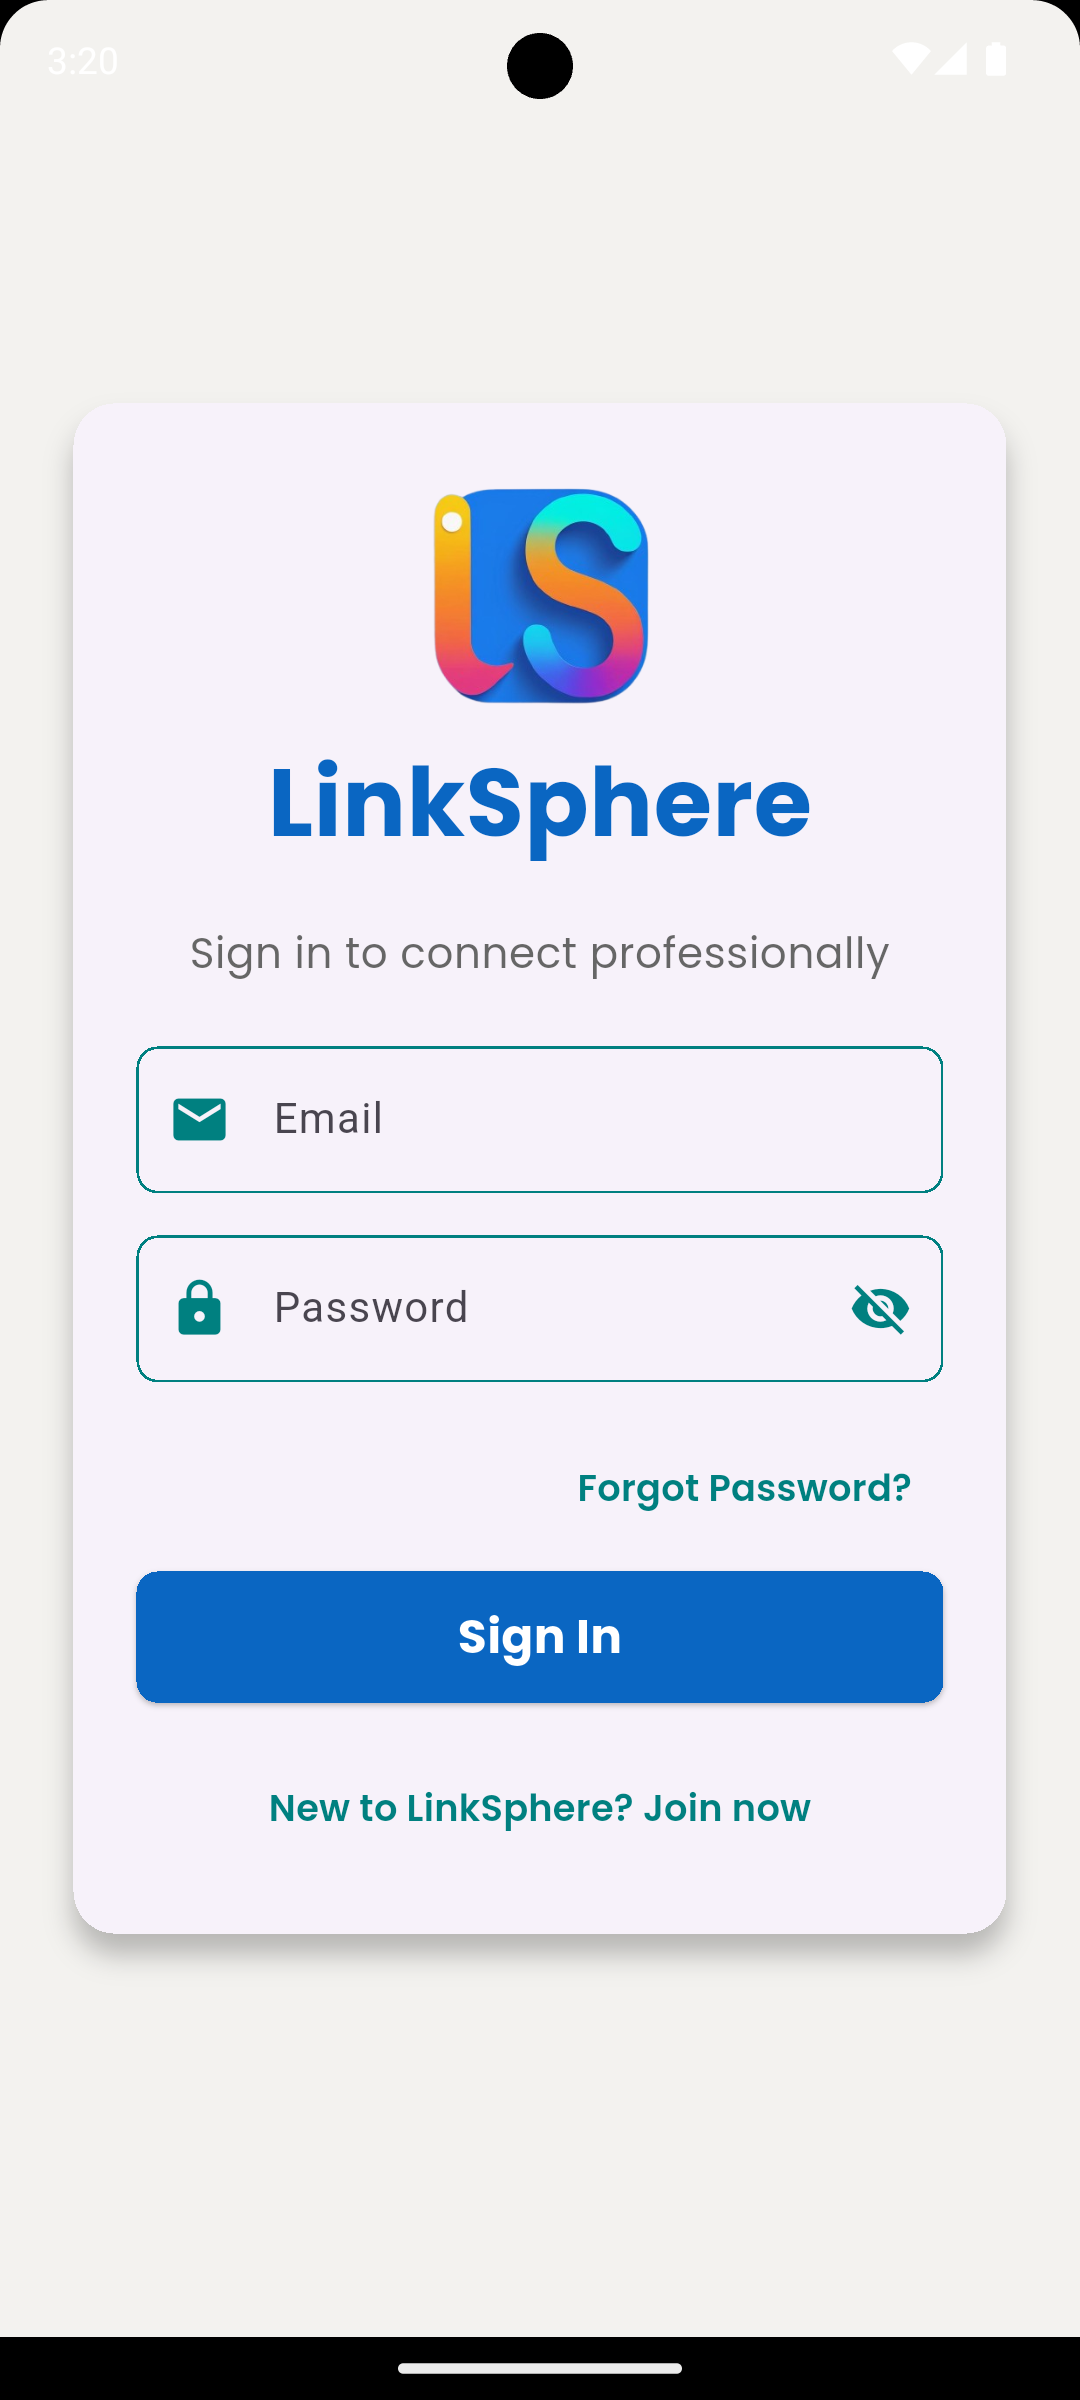 3:20
LS
LinkSphere
Sign in to connect professionally
Email
Password
Forgot Password?
Sign In
New to LinkSphere? Join now